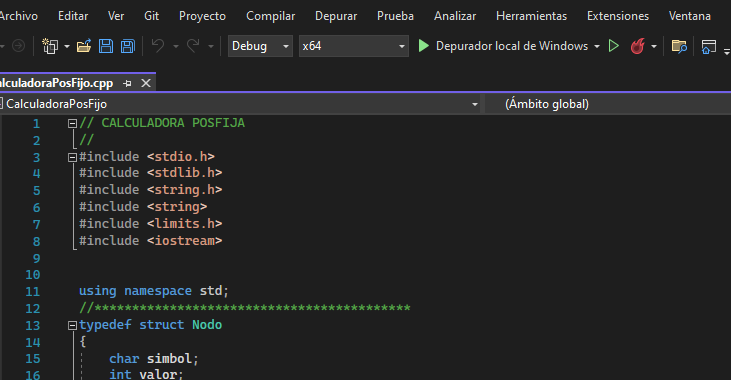 Archivo Editar Ver Git Proyecto Compilar Depurar Prueba Analizar Herramientas Extensiones Ventana
Debug x64 Depurador local de Windows
alculadoraPosFijo.cpp
CalculadoraPosFijo (Ámbito global)
1 // CALCULADORA POSFIJA
2 //
3 #include <stdio.h>
4 #include <stdlib.h>
5 #include <string.h>
6 #include <string>
7 #include <limits.h>
8 #include <iostream>
9
10
11 using namespace std;
12 //******************************************
13 typedef struct Nodo
14 {
15 char simbol;
16 int valor;